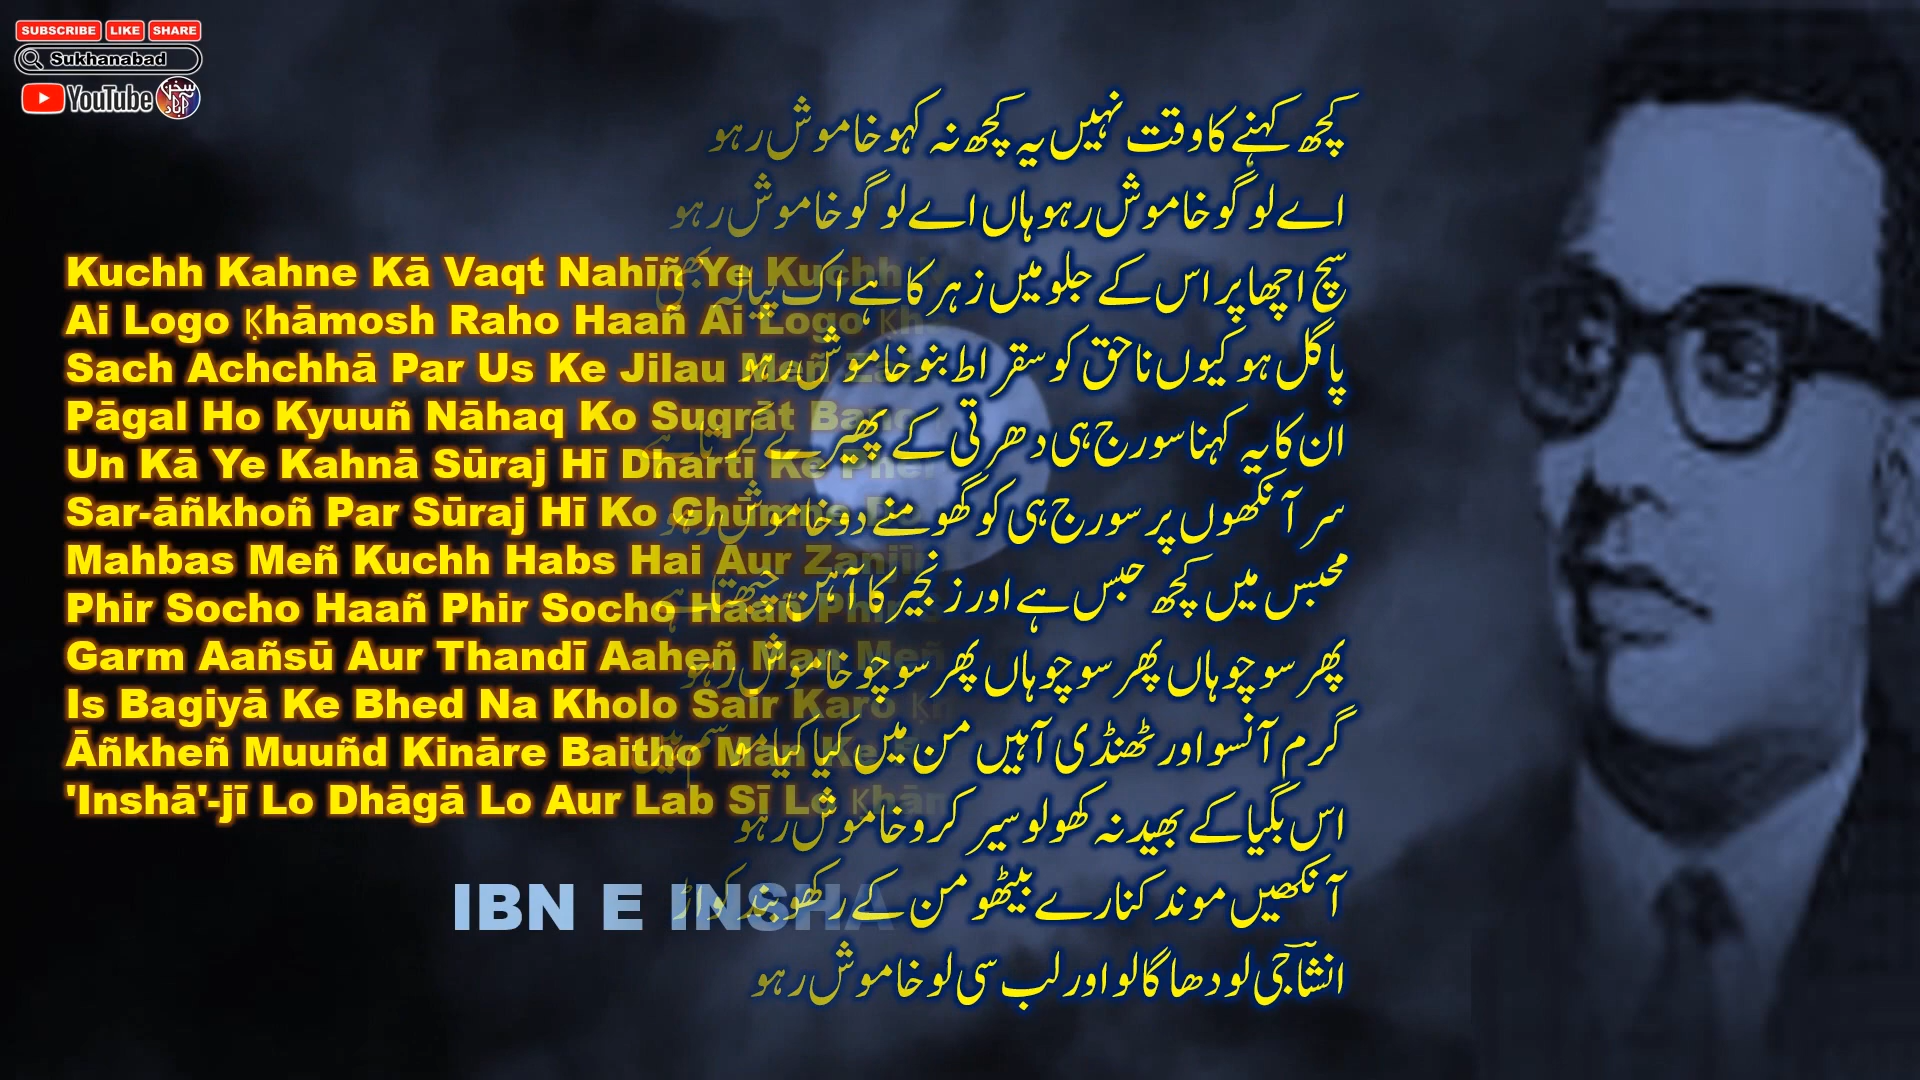 SUBSCRIBE LIKE SHARE
Sukhanabad
YouTube سخن آباد
کچھ کہنے کا وقت نہیں یہ کچھ نہ کہو خاموش رہو
اے لوگو خاموش رہو ہاں اے لوگو خاموش رہو
سچ اچھا پر اس کے جلو میں زہر کا ہے اک پیالہ بھی
پاگل ہو کیوں ناحق کو سقراط بنو خاموش رہو
ان کا یہ کہنا سورج ہی دھرتی کے پھیرے کرتا ہے
سر آنکھوں پر سورج ہی کو گھومنے دو خاموش رہو
محبس میں کچھ حبس ہے اور زنجیر کا آہن چبھتا ہے
پھر سوچو ہاں پھر سوچو ہاں پھر سوچو خاموش رہو
گرم آنسو اور ٹھنڈی آہیں من میں کیا کیا موسم ہیں
اس بگیا کے بھید نہ کھولو سیر کرو خاموش رہو
آنکھیں موند کنارے بیٹھو من کے رکھو بند کواڑ
انشاؔ جی لو دھاگا لو اور لب سی لو خاموش رہو
Kuchh Kahne Kā Vaqt Nahīñ Ye Kuchh
Ai Logo Ḳhāmosh Raho Haañ Ai Logo
Sach Achchhā Par Us Ke Jilau Meñ
Pāgal Ho Kyuuñ Nāhaq Ko Suqrāt
Un Kā Ye Kahnā Sūraj Hī Dhartī Ke
Sar-āñkhoñ Par Sūraj Hī Ko
Mahbas Meñ Kuchh Habs Hai Aur
Phir Socho Haañ Phir Socho Haañ
Garm Aañsū Aur Thandī Aaheñ Man Meñ
Is Bagiyā Ke Bhed Na Kholo Sair Karo
Āñkheñ Muuñd Kināre Baitho Man Ke
'Inshā'-jī Lo Dhāgā Lo Aur Lab Sī Lo
IBN E INSHA